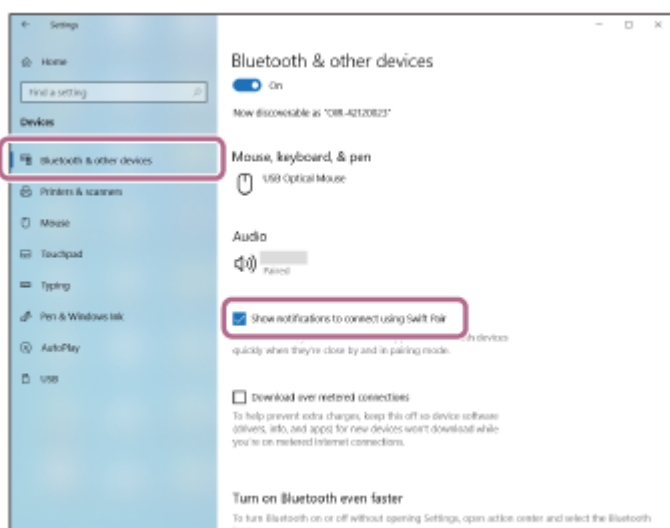 Settings
Home
Find a setting
Devices
Bluetooth & other devices
Printers & scanners
Mouse
Touchpad
Typing
Pen & Windows Ink
AutoPlay
USB
Bluetooth & other devices
On
Now discoverable as
Mouse, keyboard, & pen
USB Optical Mouse
Audio
Paired
Show notifications to connect using Swift Pair
devices
quickly when they're close by and in pairing mode.
Download over metered connections
To help prevent extra charges, keep this off so device software
(drivers, info, and apps) for new devices won't download while
you're on metered Internet connections.
Turn on Bluetooth even faster
To turn Bluetooth on or off without opening Settings, open action center and select the Bluetooth